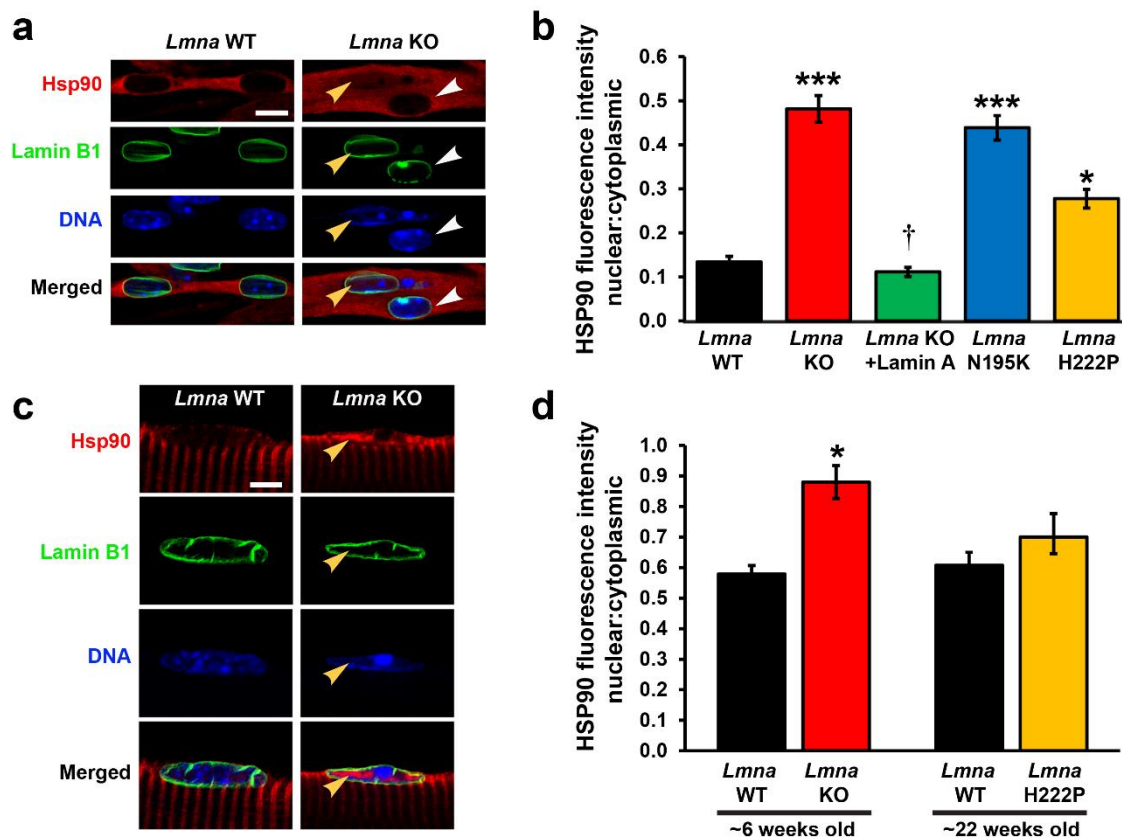 a
Lmna WT
Lmna KO
Hsp90
Lamin B1
DNA
Merged
b
HSP90 fluorescence intensity
nuclear:cytoplasmic
0.6
0.5
0.4
0.3
0.2
0.1
0.0
***
†
***
*
Lmna WT
Lmna KO
Lmna KO +Lamin A
Lmna N195K
Lmna H222P
c
Lmna WT
Lmna KO
Hsp90
Lamin B1
DNA
Merged
d
HSP90 fluorescence intensity
nuclear:cytoplasmic
1.0
0.9
0.8
0.7
0.6
0.5
0.4
0.3
0.2
0.1
0.0
*
Lmna WT
Lmna KO
Lmna WT
Lmna H222P
~6 weeks old
~22 weeks old